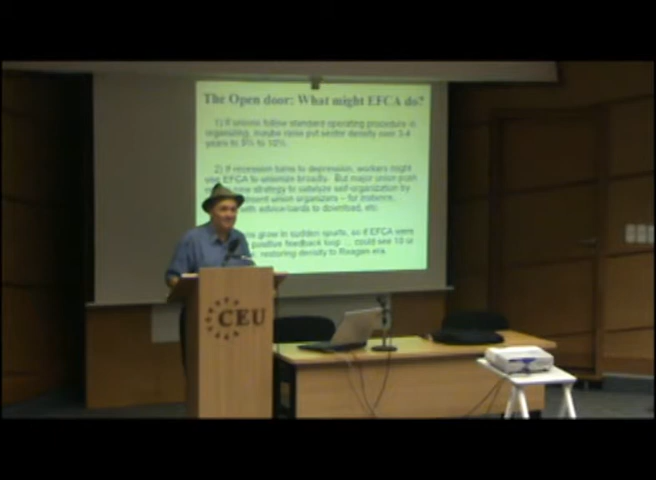 The Open door: What might EFCA do?
1) If unions follow standard operating procedure in
organizing, maybe raise pvt sector density over 3-4
years to 9% to 10%.
2) If recession turns to depression, workers might
use EFCA to unionize broadly. But major union push
strategy to catalyze self-organization by
union organizers – for instance,
with advice/cards to download, etc.
grow in sudden spurts, so if EFCA were
positive feedback loop ... could see 10 or
restoring density to Reagan era.
CEU